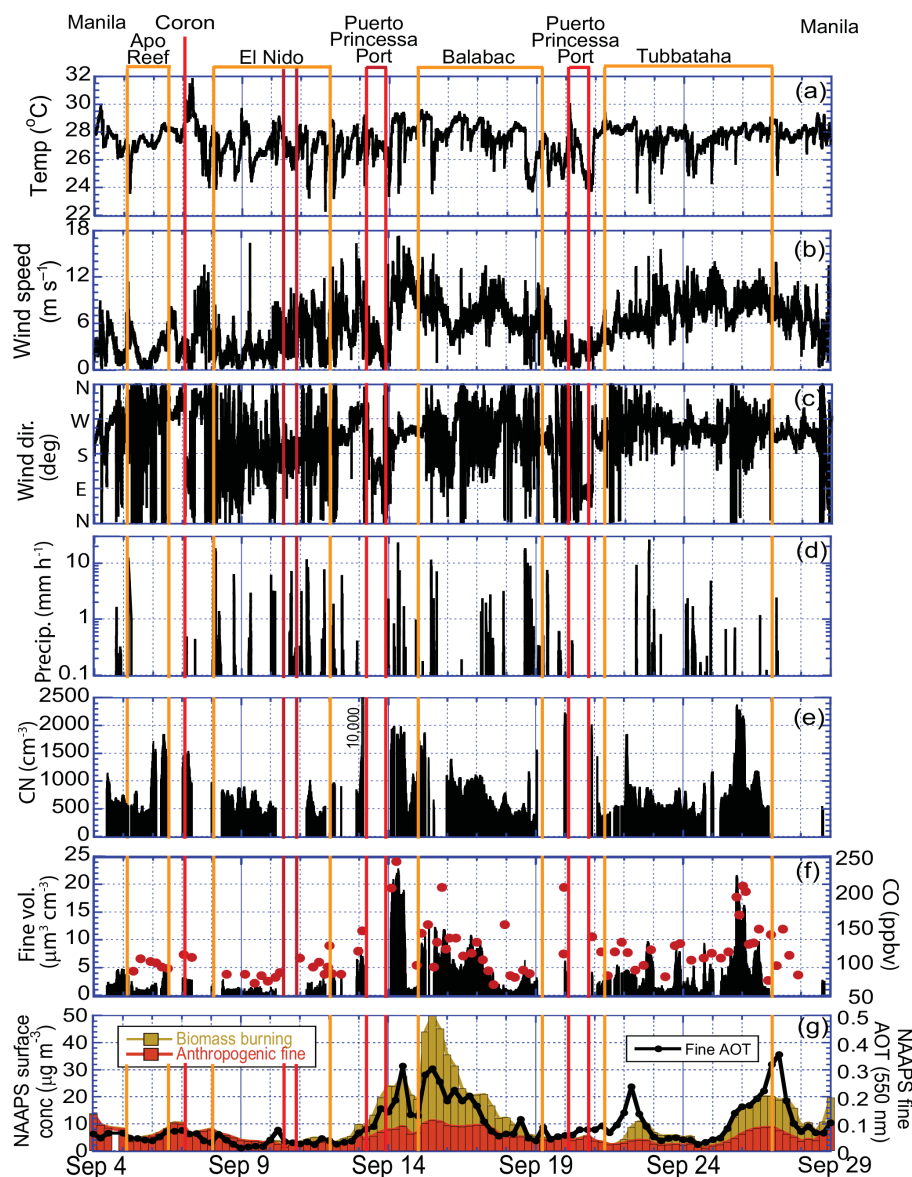 Manila
Coron
Puerto
Princessa
Port
Puerto
Princessa
Port
Manila
Apo
Reef
El Nido
Balabac
Tubbataha
(a)
Temp (°C)
32
30
28
26
24
22
(b)
Wind speed
(m s⁻¹)
18
12
6
0
(c)
Wind dir.
(deg)
N
W
S
E
N
(d)
Precip. (mm h⁻¹)
10
1
0.1
(e)
CN (cm⁻³)
2500
2000
1500
1000
500
0
10,000
(f)
Fine vol.
(μm³ cm⁻³)
25
20
15
10
5
0
CO (ppbv)
250
200
150
100
50
(g)
NAAPS surface
conc (μg m⁻³)
50
40
30
20
10
0
Biomass burning
Anthropogenic fine
Fine AOT
NAAPS fine
AOT (550 nm)
0.5
0.4
0.3
0.2
0.1
0
Sep 4
Sep 9
Sep 14
Sep 19
Sep 24
Sep 29